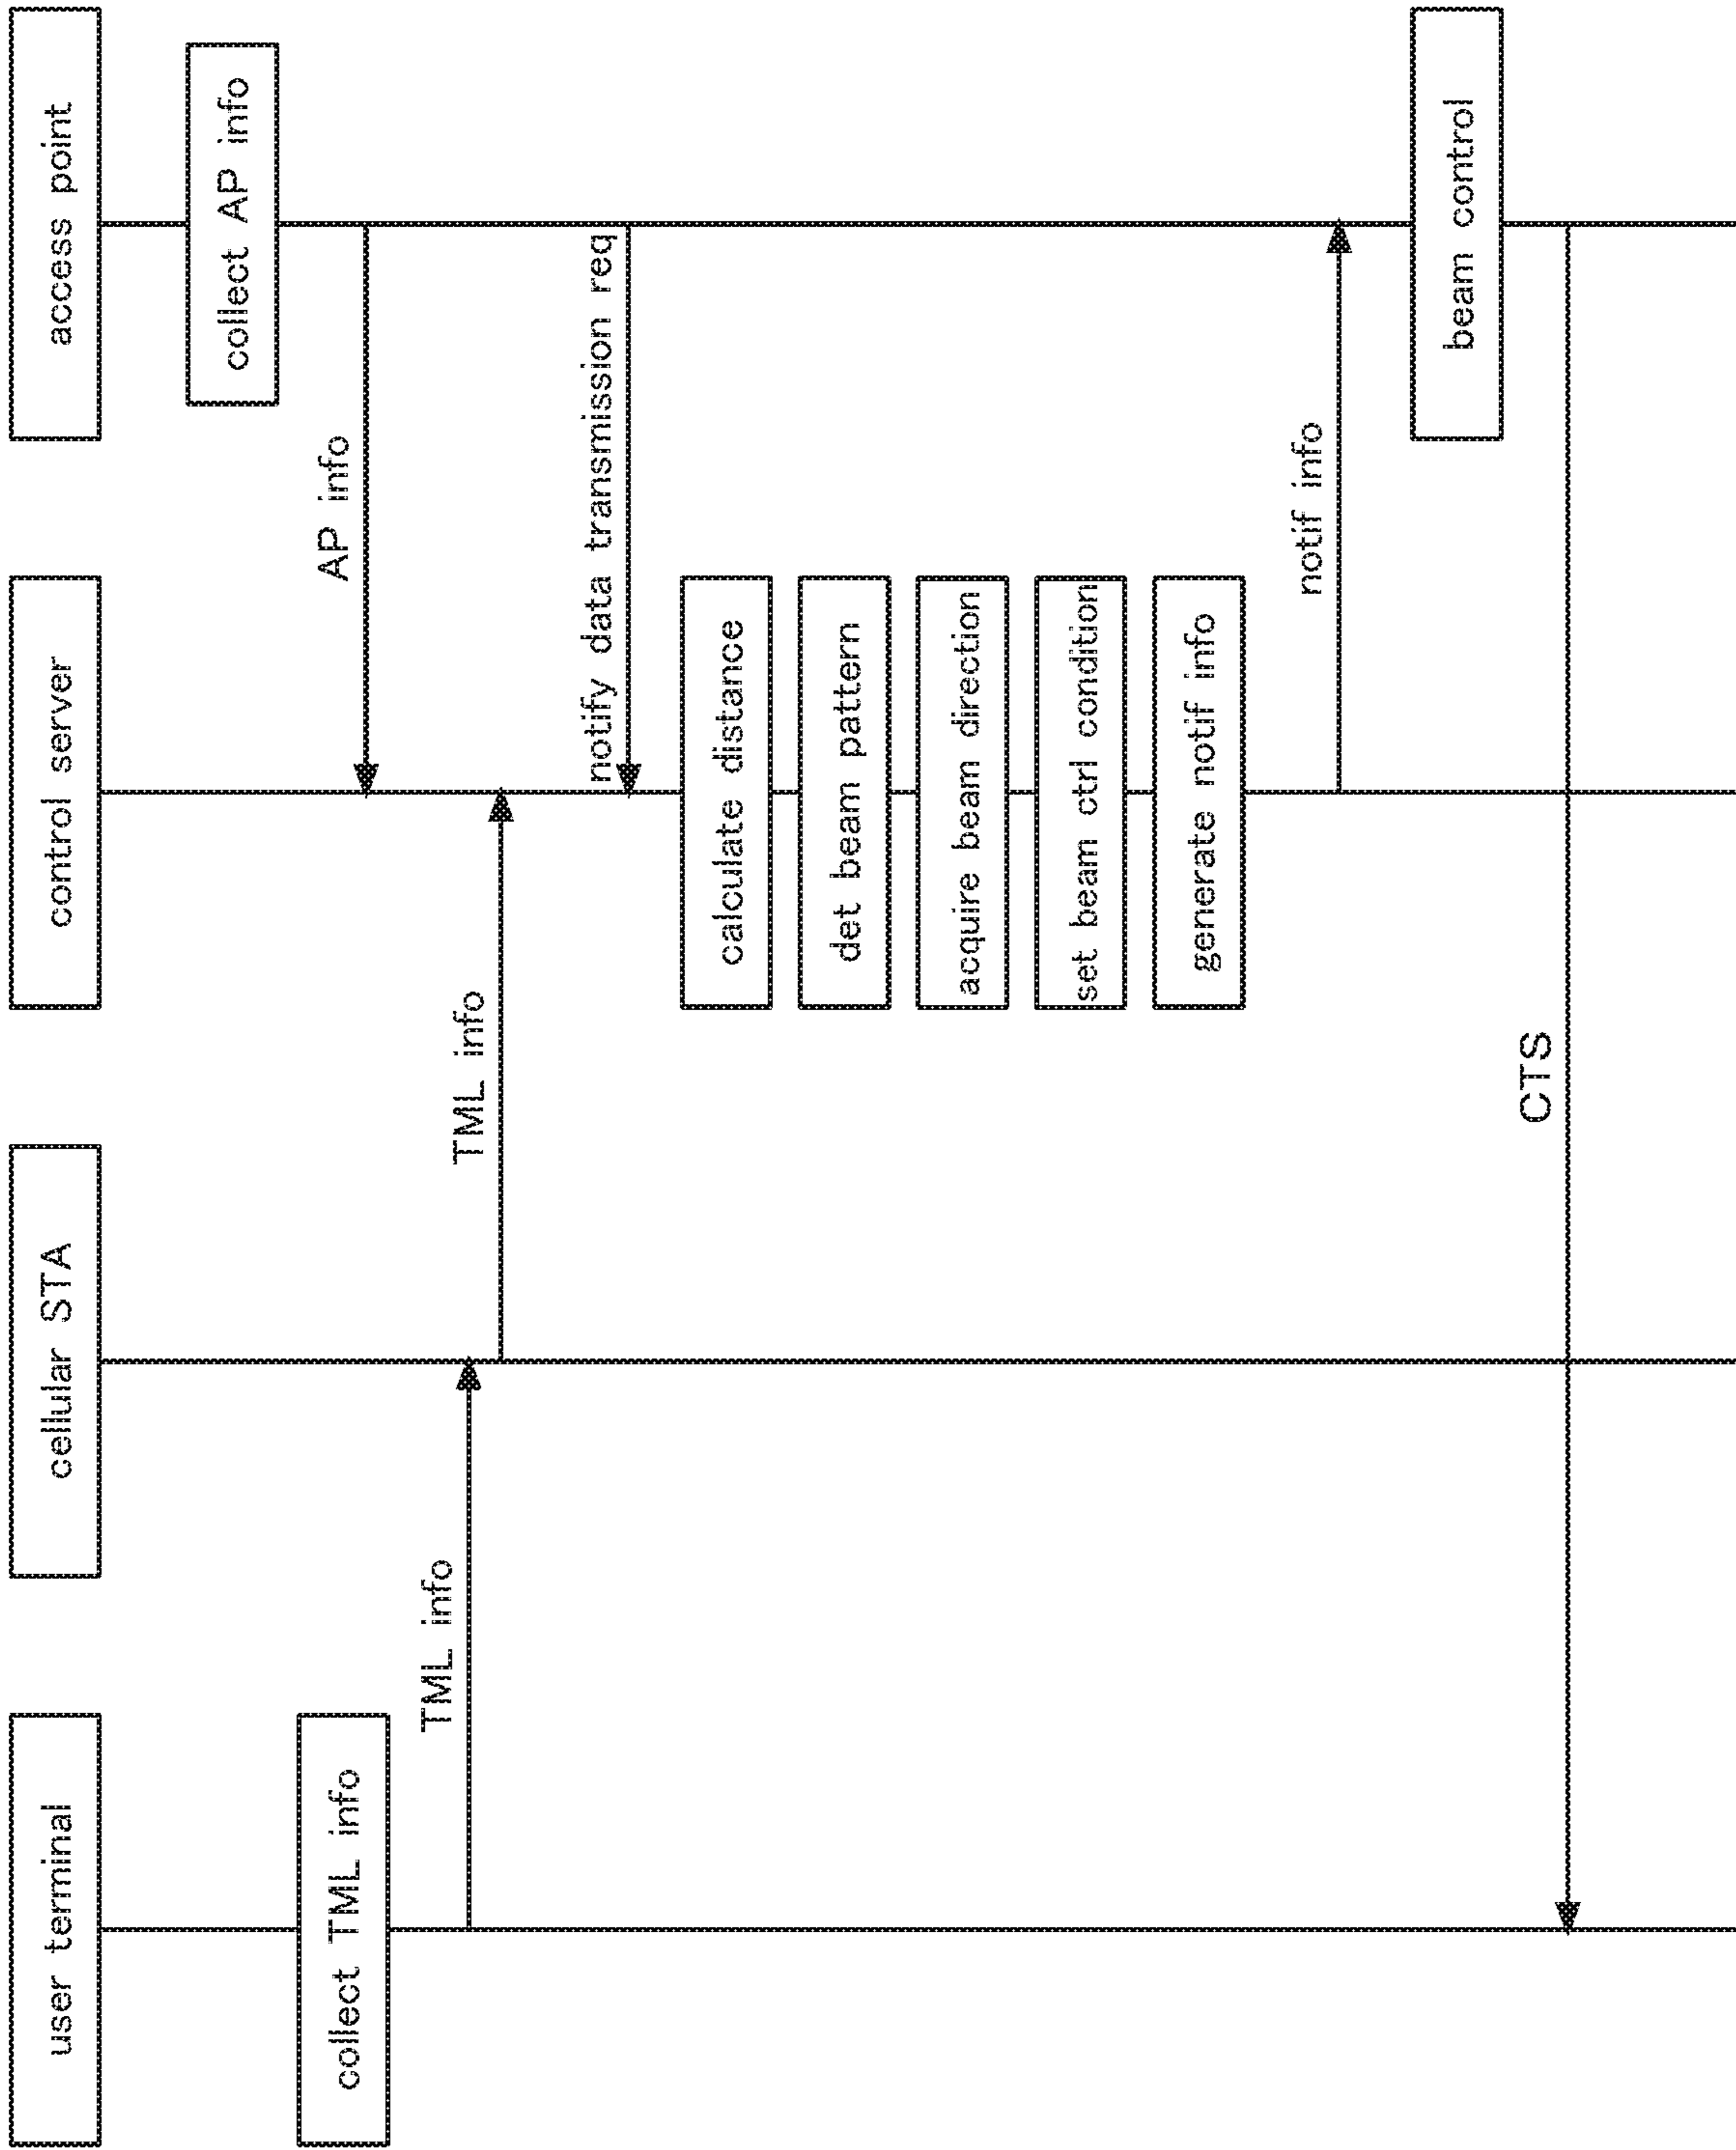 user terminal
cellular STA
control server
access point
collect AP info
collect TML info
AP info
TML info
TML info
notify data transmission req
calculate distance
det beam pattern
acquire beam direction
set beam ctrl condition
generate notif info
notif info
beam control
CTS